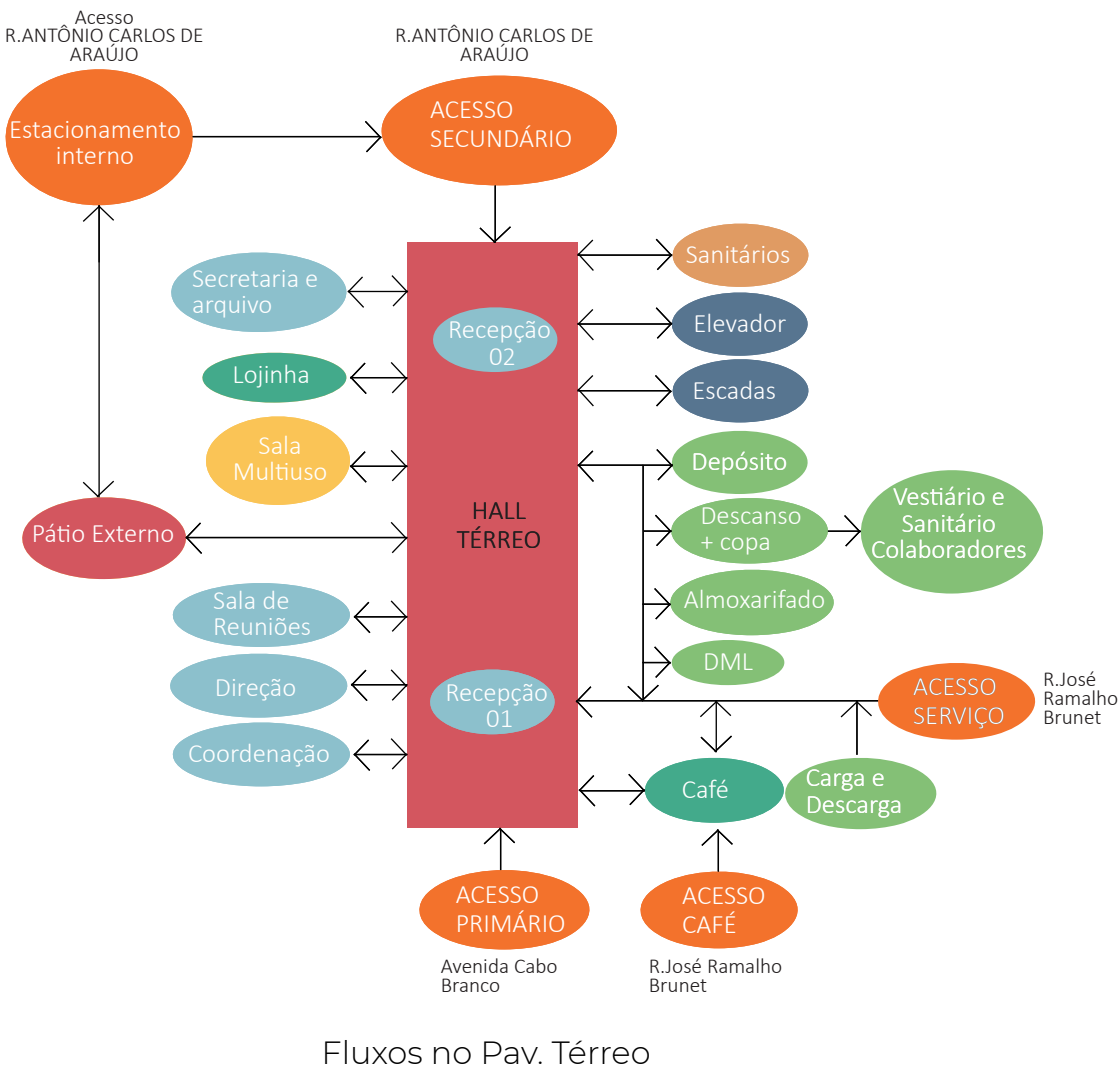 Acesso
R.ANTÔNIO CARLOS DE
ARAÚJO
R.ANTÔNIO CARLOS DE
ARAÚJO
Estacionamento
interno
ACESSO
SECUNDÁRIO
Secretaria e
arquivo
Recepção
02
Sanitários
Elevador
Lojinha
Escadas
Sala
Multiuso
Depósito
Pátio Externo
HALL
TÉRREO
Descanso
+ copa
Vestiário e
Sanitário
Colaboradores
Sala de
Reuniões
Almoxarifado
DML
Direção
Recepção
01
ACESSO
SERVIÇO
R.José
Ramalho
Brunet
Coordenação
Café
Carga e
Descarga
ACESSO
PRIMÁRIO
ACESSO
CAFÉ
Avenida Cabo
Branco
R.José Ramalho
Brunet
Fluxos no Pav. Térreo